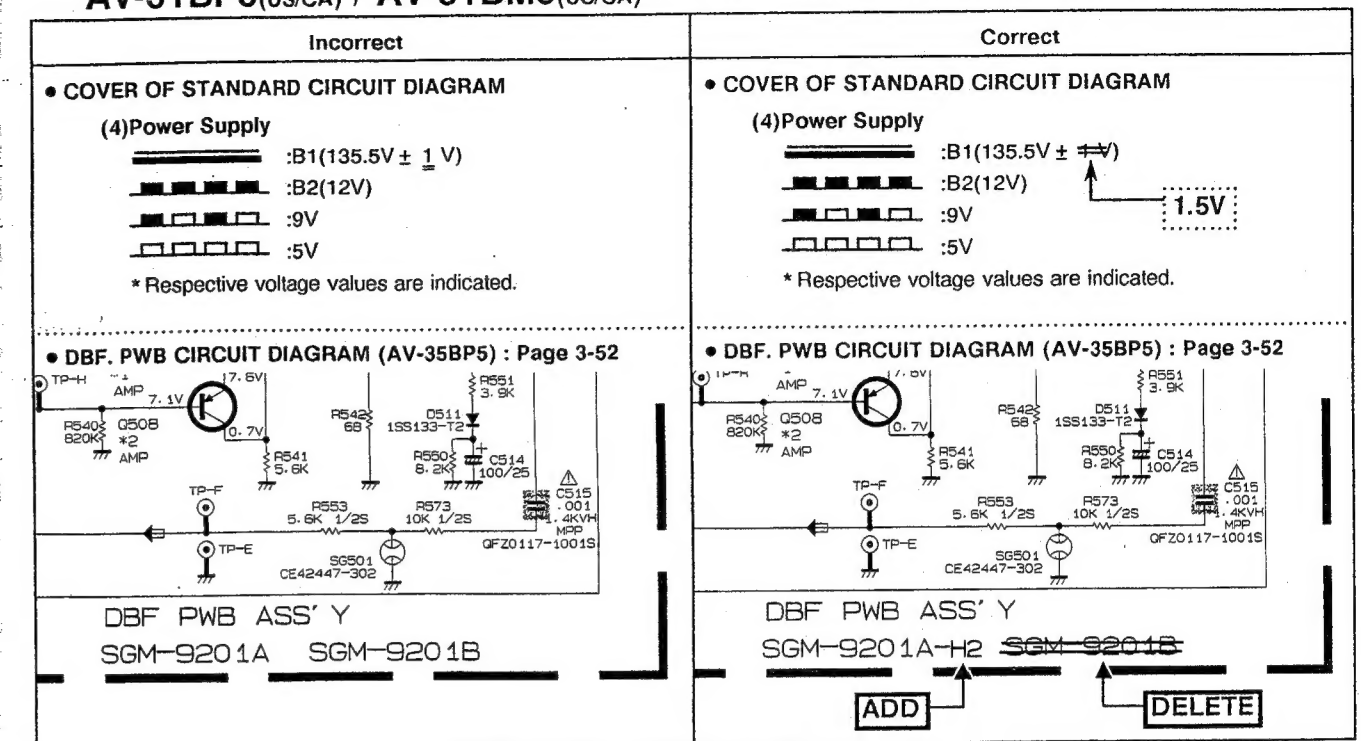 Incorrect
Correct
● COVER OF STANDARD CIRCUIT DIAGRAM
(4)Power Supply
:B1(135.5V ± 1 V)
:B2(12V)
:9V
:5V
* Respective voltage values are indicated.
● COVER OF STANDARD CIRCUIT DIAGRAM
(4)Power Supply
:B1(135.5V ± 1 V)
:B2(12V)
1.5V
:9V
:5V
* Respective voltage values are indicated.
● DBF. PWB CIRCUIT DIAGRAM (AV-35BP5) : Page 3-52
TP-H
AMP
7.1V
7.6V
R551
3.9K
R540
820K
Q508
*2
AMP
0.7V
R541
5.6K
R542
68
D511
1SS133-T2
R550
8.2K
+
C514
100/25
TP-F
R553
5.6K 1/2S
R573
10K 1/2S
C515
.001
1.4KVH
MPP
QFZ0117-1001S
TP-E
SG501
CE42447-302
DBF PWB ASS'Y
SGM-9201A SGM-9201B
● DBF. PWB CIRCUIT DIAGRAM (AV-35BP5) : Page 3-52
AMP
7.1V
R551
3.9K
R540
820K
Q508
*2
AMP
0.7V
R541
5.6K
R542
68
D511
1SS133-T2
R550
8.2K
+
C514
100/25
TP-F
R553
5.6K 1/2S
R573
10K 1/2S
C515
.001
1.4KVH
MPP
QFZ0117-1001S
TP-E
SG501
CE42447-302
DBF PWB ASS'Y
SGM-9201A-H2 SGM-9201B
ADD
DELETE